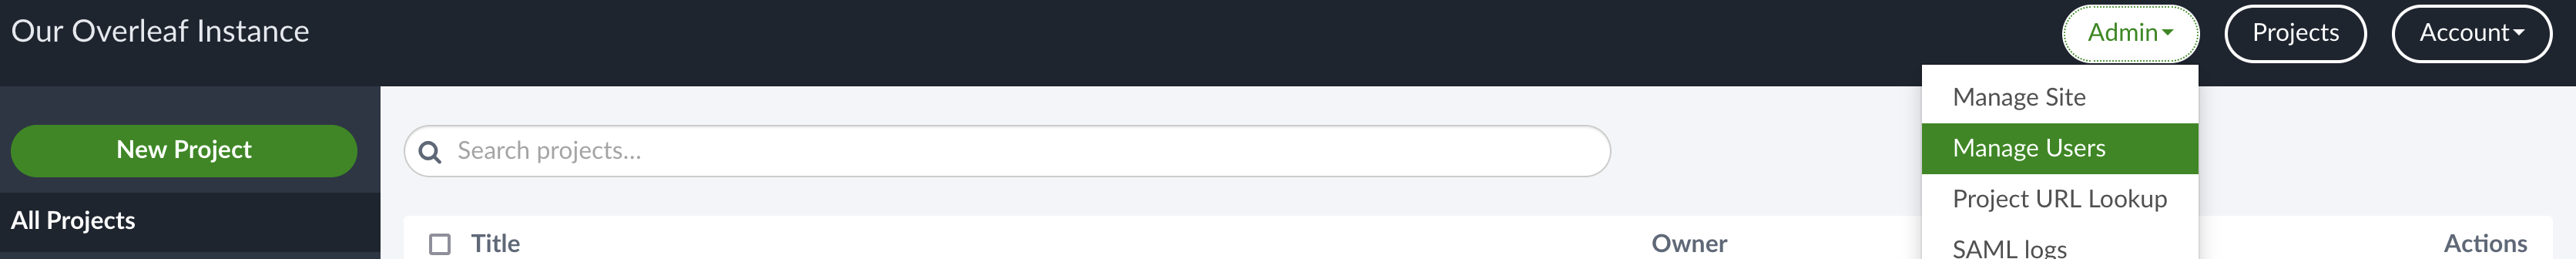 Our Overleaf Instance
Admin
Projects
Account
Manage Site
Manage Users
Project URL Lookup
SAML logs
New Project
All Projects
Search projects...
Title
Owner
Actions